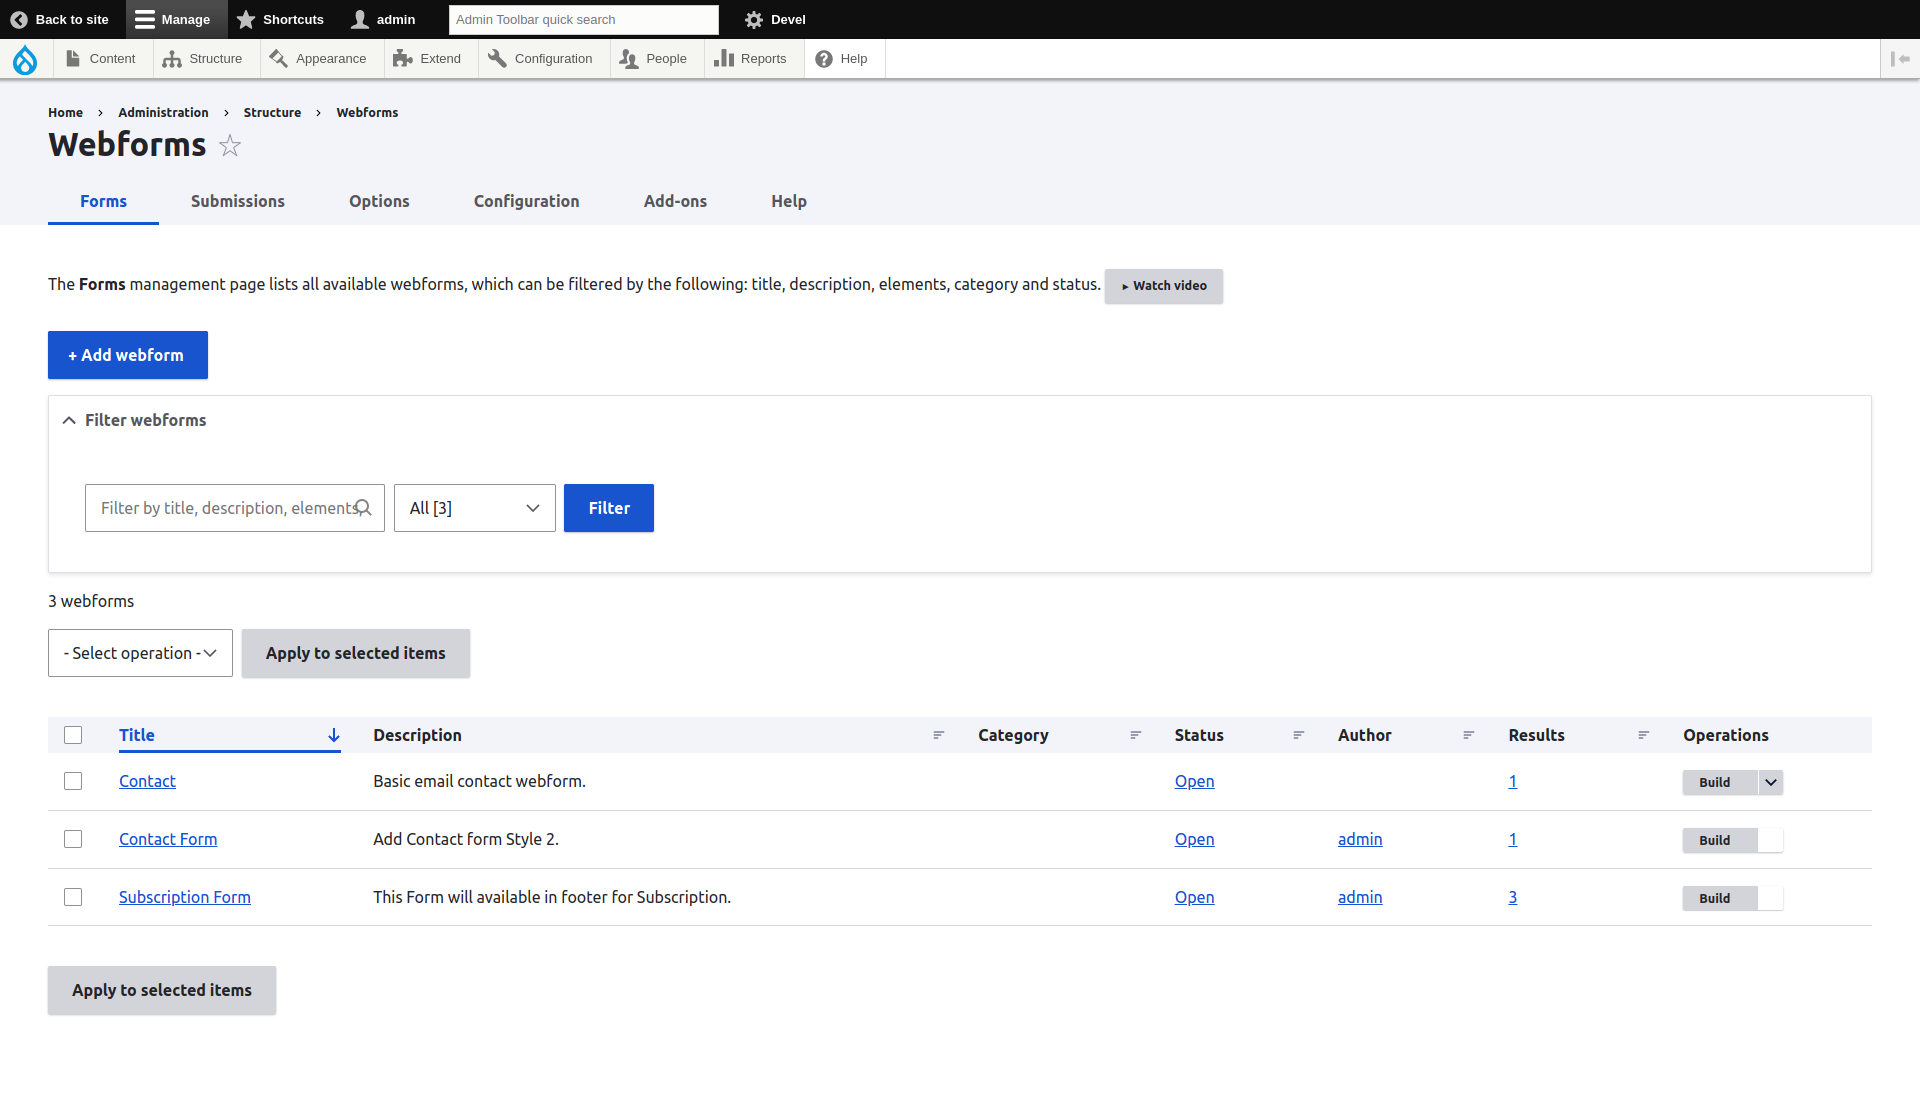 Back to site Manage Shortcuts admin Admin Toolbar quick search Devel
Content Structure Appearance Extend Configuration People Reports Help
Home › Administration › Structure › Webforms
Webforms
Forms Submissions Options Configuration Add-ons Help
The Forms management page lists all available webforms, which can be filtered by the following: title, description, elements, category and status. ▸ Watch video
+ Add webform
Filter webforms
Filter by title, description, elements, All [3] Filter
3 webforms
- Select operation - Apply to selected items
Title Description Category Status Author Results Operations
Contact Basic email contact webform. Open 1 Build
Contact Form Add Contact form Style 2. Open admin 1 Build
Subscription Form This Form will available in footer for Subscription. Open admin 3 Build
Apply to selected items